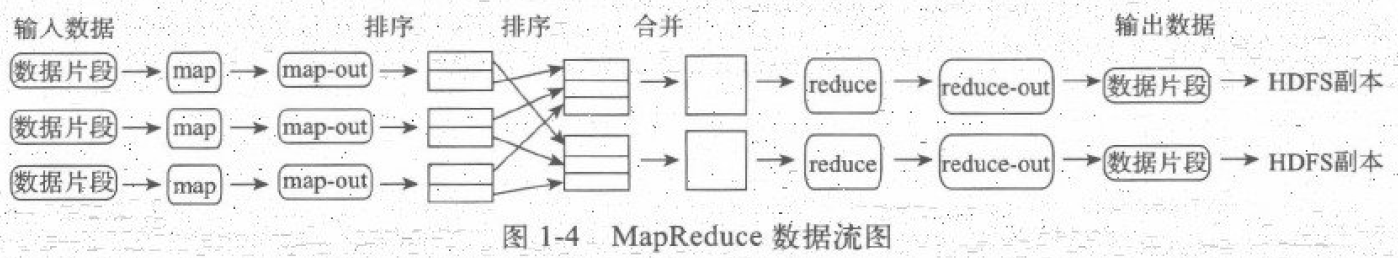 输入数据 排序 排序 合并 输出数据
数据片段 map map-out reduce reduce-out 数据片段 HDFS副本
数据片段 map map-out
数据片段 map map-out reduce reduce-out 数据片段 HDFS副本
图 1-4 MapReduce 数据流图